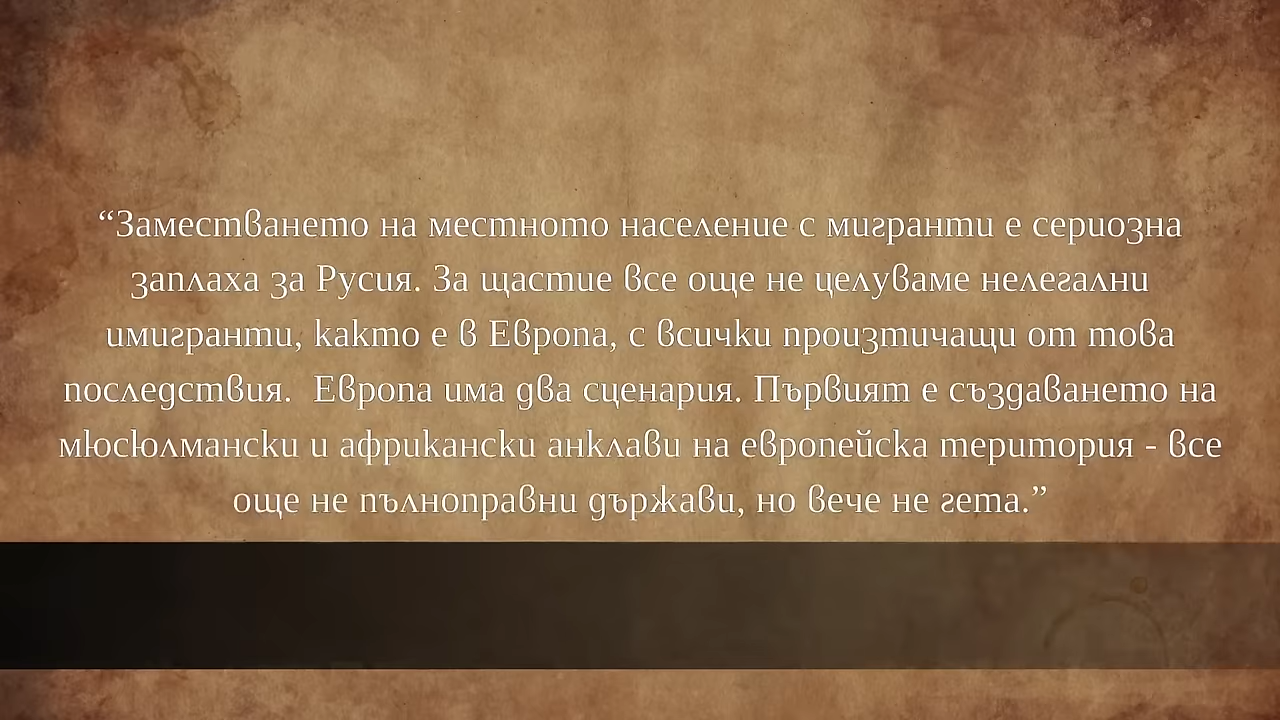 “Заместването на местното население с мигранти е сериозна
заплаха за Русия. За щастие все още не целуваме нелегални
имигранти, както е в Европа, с всички произтичащи от това
последствия.  Европа има два сценария. Първият е създаването на
мюсюлмански и африкански анклави на европейска територия - все
още не пълноправни държави, но вече не гета.”